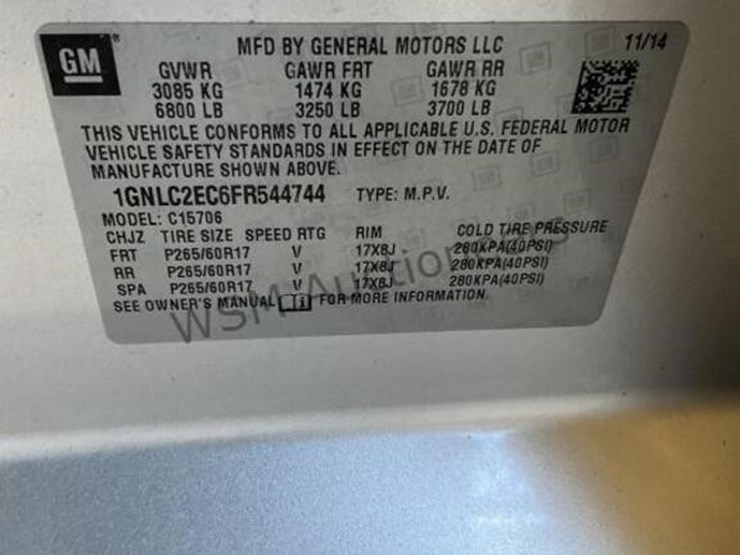 GM
MFD BY GENERAL MOTORS LLC 11/14
GVWR GAWR FRT GAWR RR
3085 KG 1474 KG 1678 KG
6800 LB 3250 LB 3700 LB
THIS VEHICLE CONFORMS TO ALL APPLICABLE U.S. FEDERAL MOTOR
VEHICLE SAFETY STANDARDS IN EFFECT ON THE DATE OF
MANUFACTURE SHOWN ABOVE.
1GNLC2EC6FR544744 TYPE: M.P.V.
MODEL: C15706
CHJZ TIRE SIZE SPEED RTG RIM COLD TIRE PRESSURE
FRT P265/60R17 V 17X8J 280KPA(40PSI)
RR P265/60R17 V 17X8J 280KPA(40PSI)
SPA P265/60R17 V 17X8J 280KPA(40PSI)
SEE OWNER'S MANUAL i FOR MORE INFORMATION.
WSM Auctioneers